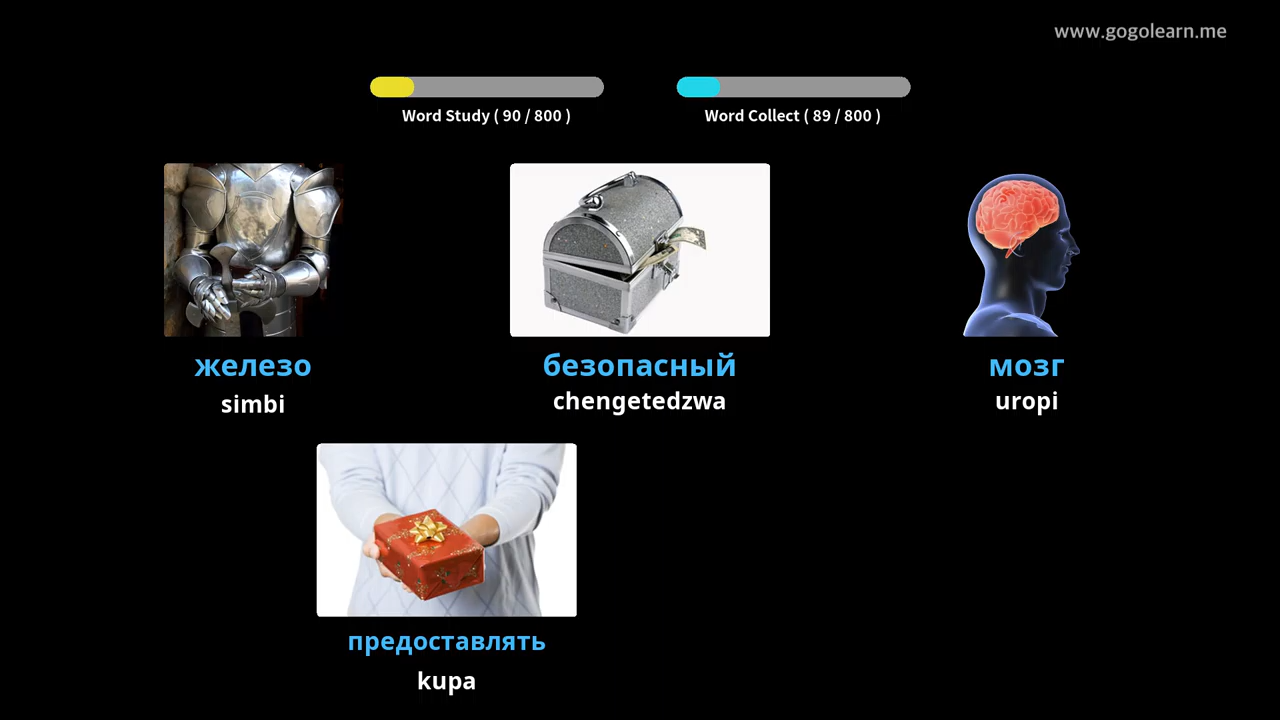 www.gogolearn.me
Word Study ( 90 / 800 )
Word Collect ( 89 / 800 )
железо
simbi
безопасный
chengetedzwa
мозг
uropi
предоставлять
kupa